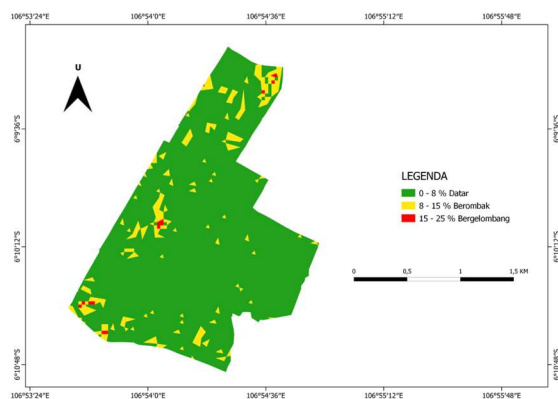 106°53'24"E 106°54'0"E 106°54'36"E 106°55'12"E 106°55'48"E
U
6°9'36"S 6°9'36"S
LEGENDA
0 - 8 % Datar
8 - 15 % Berombak
15 - 25 % Bergelombang
6°10'12"S 6°10'12"S
0 0,5 1 1,5 KM
6°10'48"S 6°10'48"S
106°53'24"E 106°54'0"E 106°54'36"E 106°55'12"E 106°55'48"E